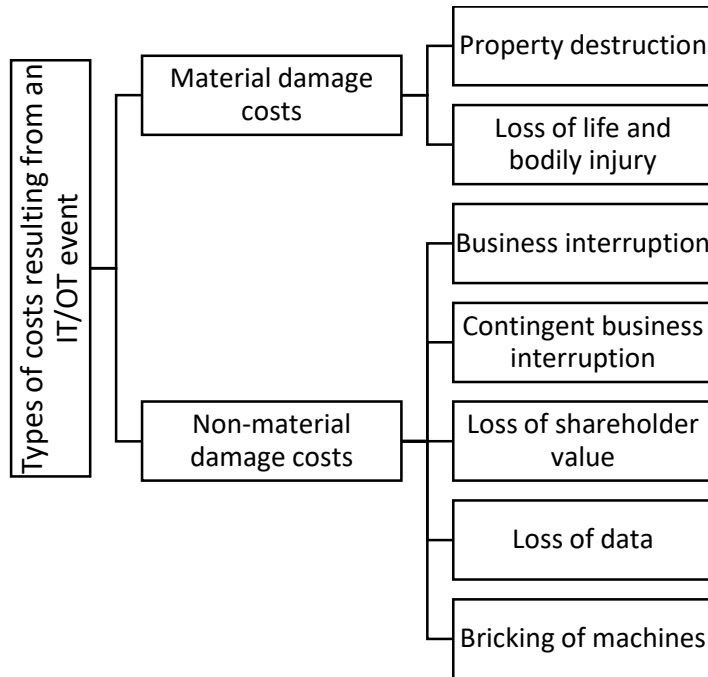 Types of costs resulting from an
IT/OT event
Material damage
costs
Property destruction
Loss of life and
bodily injury
Non-material
damage costs
Business interruption
Contingent business
interruption
Loss of shareholder
value
Loss of data
Bricking of machines